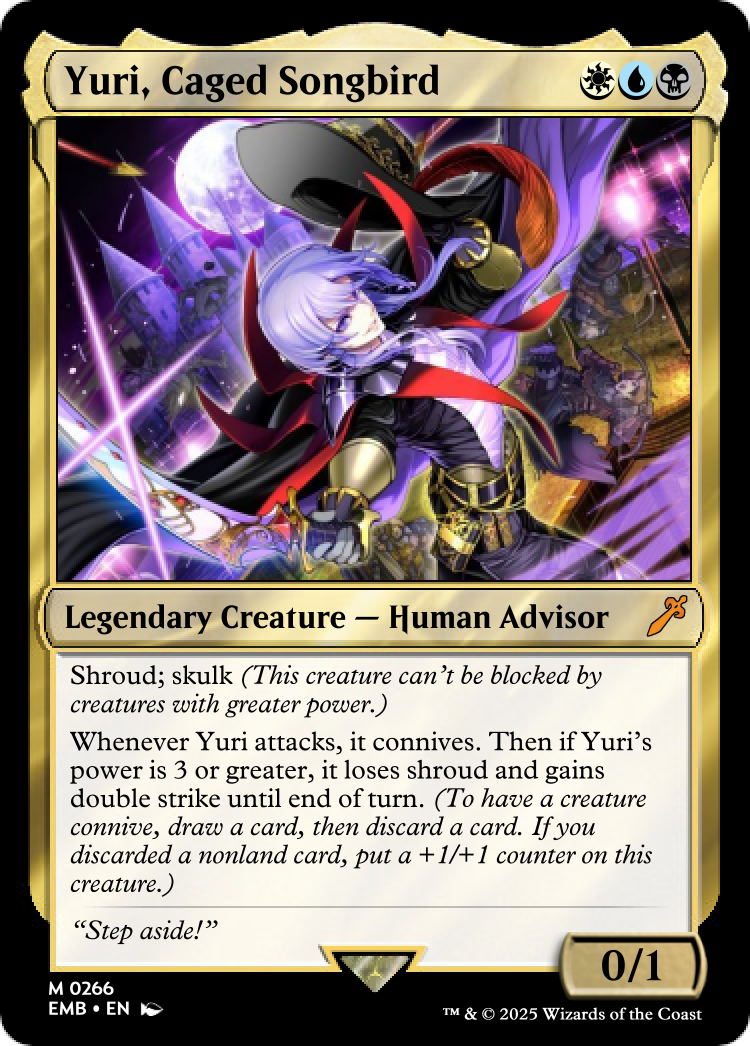 Yuri, Caged Songbird
Legendary Creature — Human Advisor
Shroud; skulk (This creature can't be blocked by
creatures with greater power.)
Whenever Yuri attacks, it connives. Then if Yuri's
power is 3 or greater, it loses shroud and gains
double strike until end of turn. (To have a creature
connive, draw a card, then discard a card. If you
discarded a nonland card, put a +1/+1 counter on this
creature.)
“Step aside!”
0/1
M 0266
EMB • EN
™ & © 2025 Wizards of the Coast